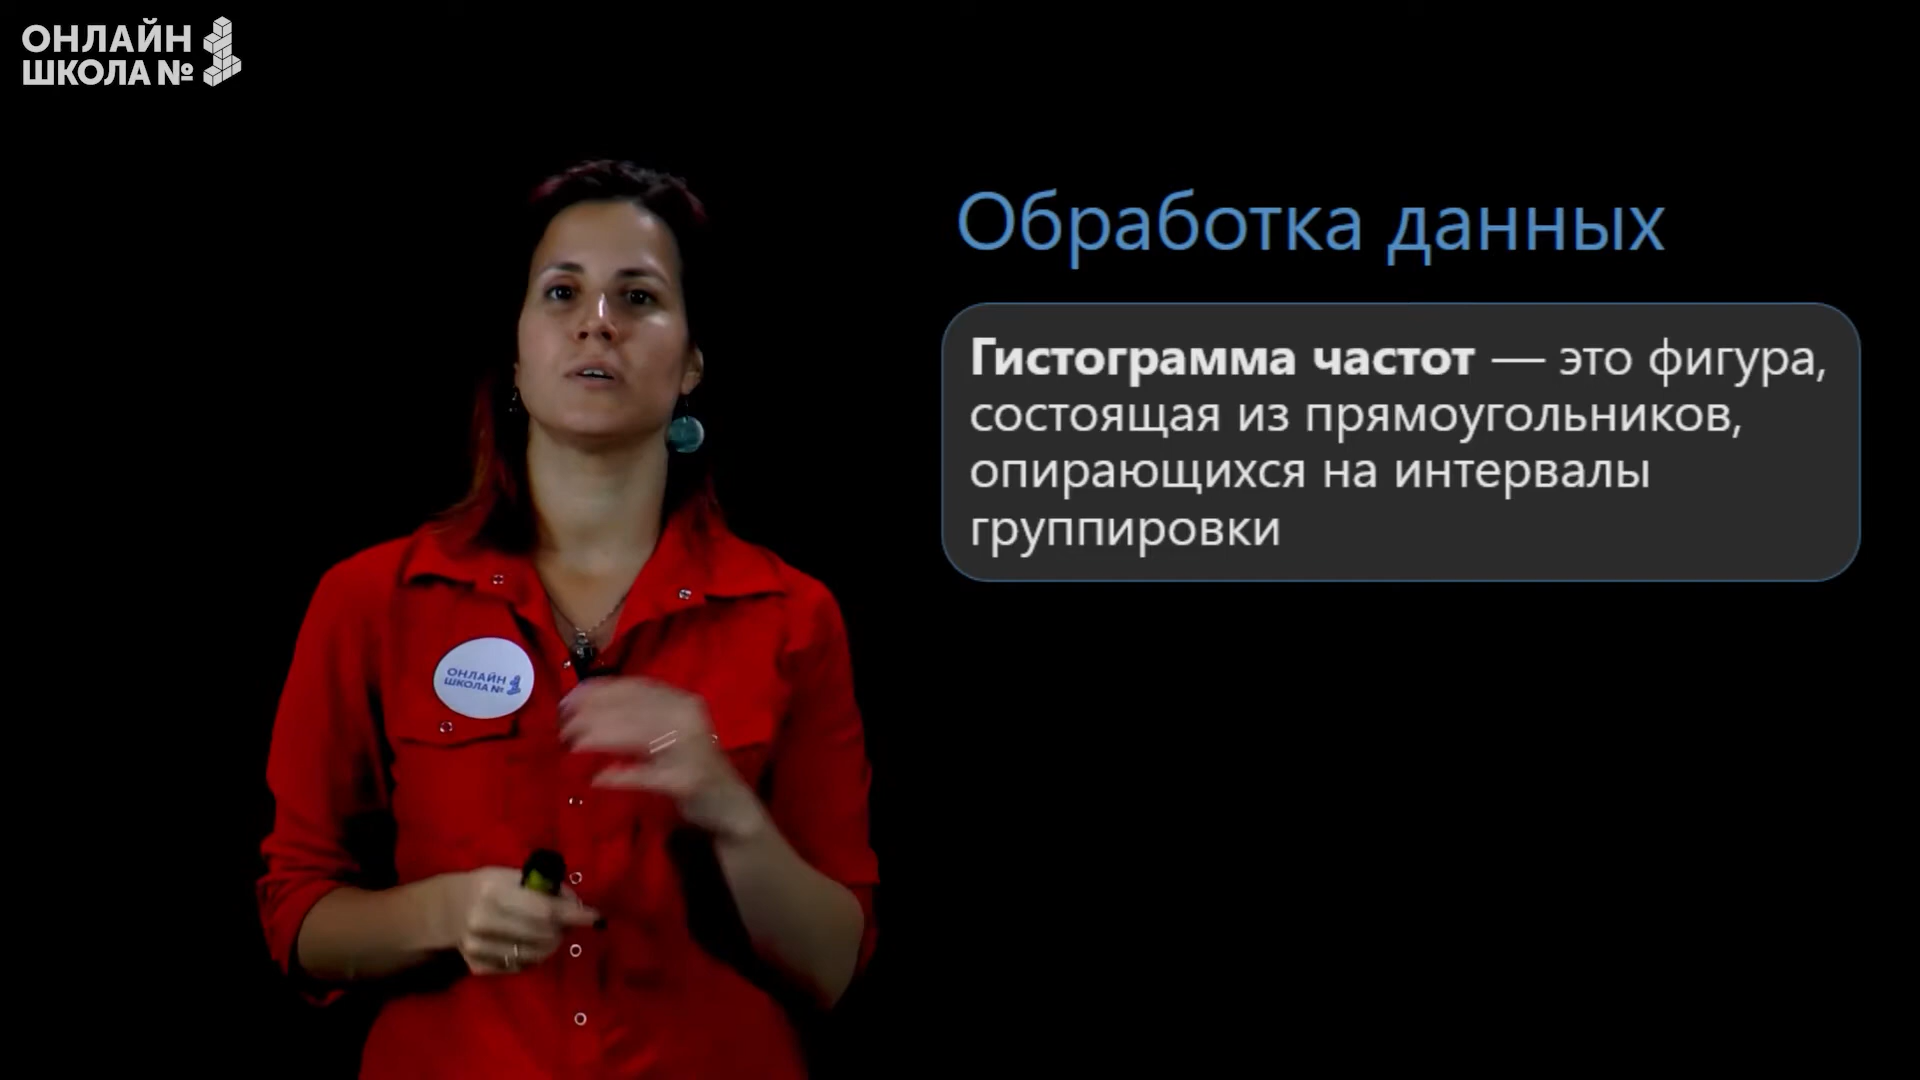 ОНЛАЙН
ШКОЛА №
Обработка данных
Гистограмма частот — это фигура,
состоящая из прямоугольников,
опирающихся на интервалы
группировки
ОНЛАЙН
ШКОЛА №